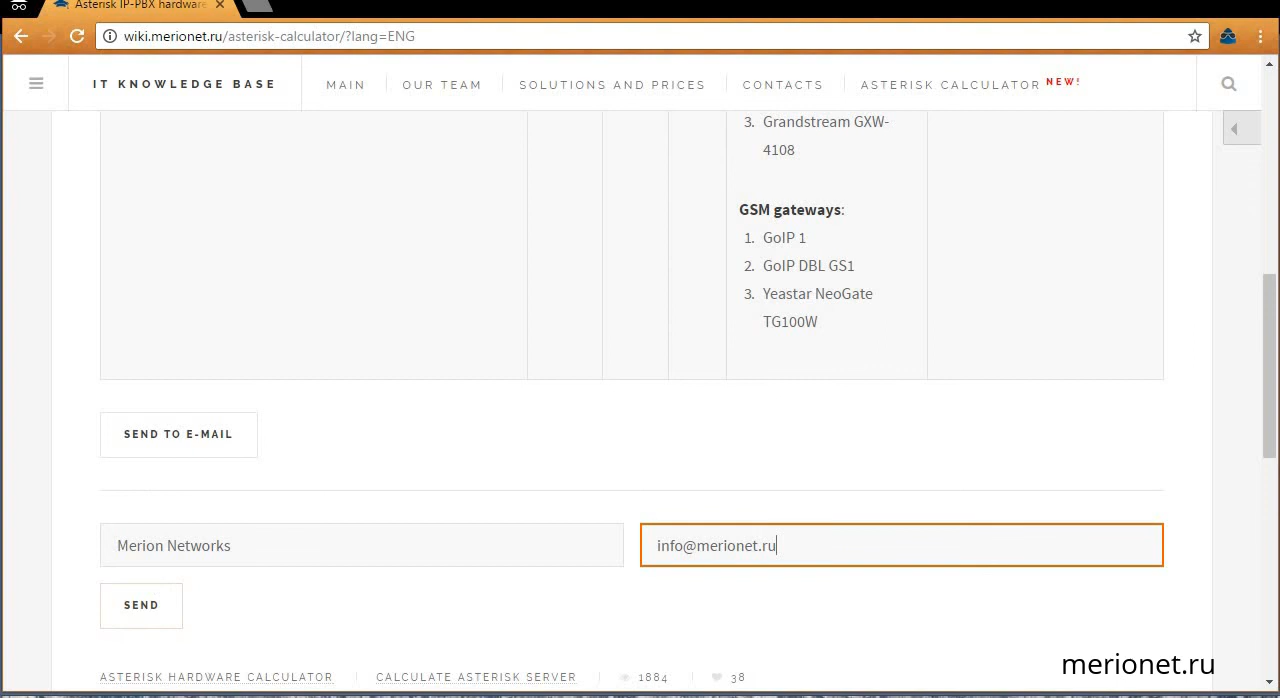 Asterisk IP-PBX hardware
wiki.merionet.ru/asterisk-calculator/?lang=ENG
IT KNOWLEDGE BASE
MAIN
OUR TEAM
SOLUTIONS AND PRICES
CONTACTS
ASTERISK CALCULATOR NEW!
3. Grandstream GXW-
4108
GSM gateways:
1. GoIP 1
2. GoIP DBL GS1
3. Yeastar NeoGate
TG100W
SEND TO E-MAIL
Merion Networks
info@merionet.ru
SEND
ASTERISK HARDWARE CALCULATOR
CALCULATE ASTERISK SERVER
1884
38
merionet.ru